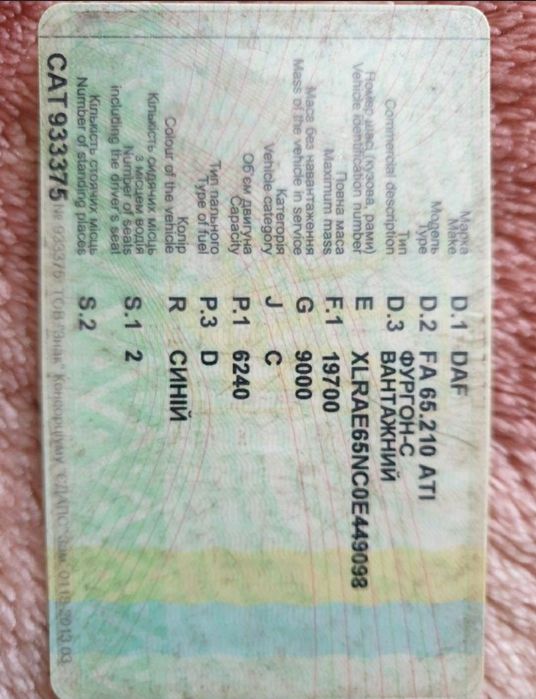 Марка
Make D.1 DAF
Модель
Type D.2 FA 65.210 ATI
Тип ФУРГОН-С
Commercial description D.3 ВАНТАЖНИЙ
Номер шасі (кузова, рами)
Vehicle identification number E XLRAE65NC0E449098
Повна маса
Maximum mass F.1 19700
Маса без навантаження
Mass of the vehicle in service G 9000
Категорія
Vehicle category J C
Об'єм двигуна
Capacity P.1 6240
Тип пального
Type of fuel P.3 D
Колір
Colour of the vehicle R СИНІЙ
Кількість сидячих місць
з місцем водія
Number of seats
including the driver's seat S.1 2
Кількість стоячих місць
Number of standing places S.2
САТ933375